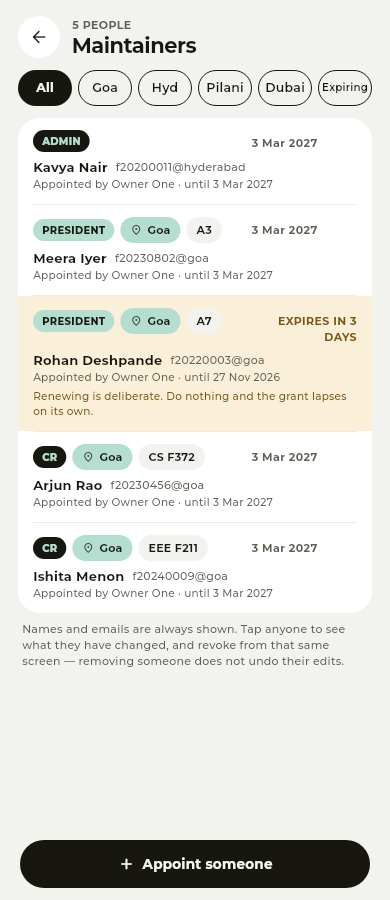 5 PEOPLE
Maintainers
All Goa Hyd Pilani Dubai Expiring
ADMIN 3 Mar 2027
Kavya Nair f20200011@hyderabad
Appointed by Owner One · until 3 Mar 2027
PRESIDENT Goa A3 3 Mar 2027
Meera Iyer f20230802@goa
Appointed by Owner One · until 3 Mar 2027
PRESIDENT Goa A7 EXPIRES IN 3
DAYS
Rohan Deshpande f20220003@goa
Appointed by Owner One · until 27 Nov 2026
Renewing is deliberate. Do nothing and the grant lapses
on its own.
CR Goa CS F372 3 Mar 2027
Arjun Rao f20230456@goa
Appointed by Owner One · until 3 Mar 2027
CR Goa EEE F211 3 Mar 2027
Ishita Menon f20240009@goa
Appointed by Owner One · until 3 Mar 2027
Names and emails are always shown. Tap anyone to see
what they have changed, and revoke from that same
screen — removing someone does not undo their edits.
+ Appoint someone